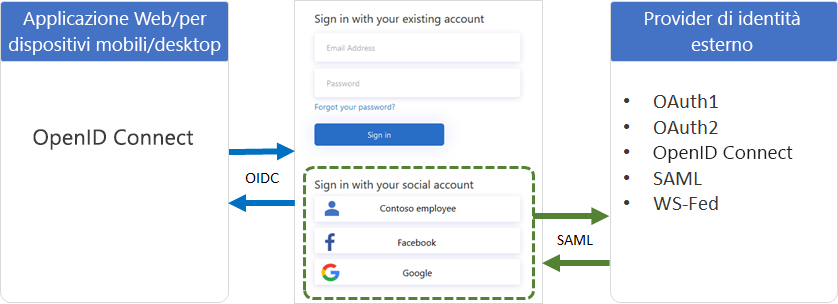 Applicazione Web/per
dispositivi mobili/desktop
OpenID Connect
OIDC
Sign in with your existing account
Email Address
Password
Forgot your password?
Sign in
Sign in with your social account
Contoso employee
Facebook
Google
SAML
Provider di identità
esterno
• OAuth1
• OAuth2
• OpenID Connect
• SAML
• WS-Fed